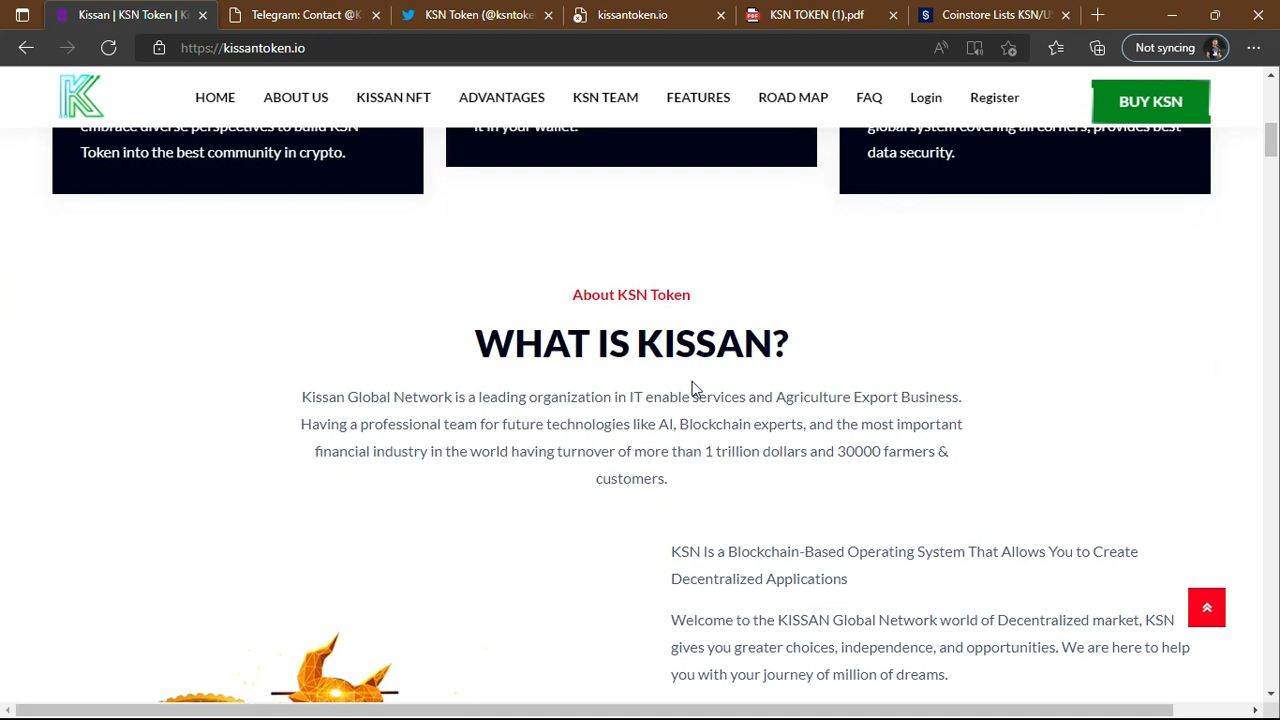 Kissan | KSN Token | K
Telegram: Contact @K
KSN Token (@ksntoke
kissantoken.io
KSN TOKEN (1).pdf
Coinstore Lists KSN/U
https://kissantoken.io
Not syncing
HOME
ABOUT US
KISSAN NFT
ADVANTAGES
KSN TEAM
FEATURES
ROAD MAP
FAQ
Login
Register
BUY KSN
embrace diverse perspectives to build KSN
Token into the best community in crypto.
it in your wallet.
global system covering all corners, provides best
data security.
About KSN Token
WHAT IS KISSAN?
Kissan Global Network is a leading organization in IT enable services and Agriculture Export Business.
Having a professional team for future technologies like AI, Blockchain experts, and the most important
financial industry in the world having turnover of more than 1 trillion dollars and 30000 farmers &
customers.
KSN Is a Blockchain-Based Operating System That Allows You to Create
Decentralized Applications
Welcome to the KISSAN Global Network world of Decentralized market, KSN
gives you greater choices, independence, and opportunities. We are here to help
you with your journey of million of dreams.